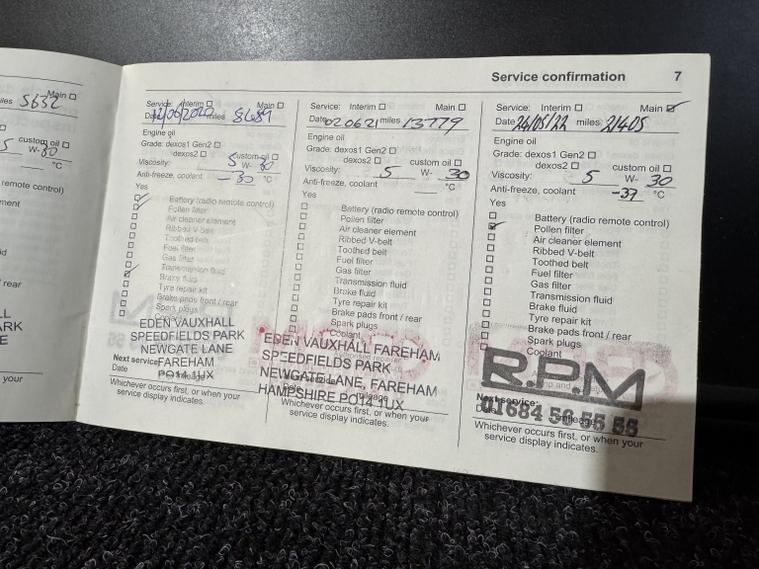 Service confirmation 7
Main
miles 5632
custom oil
5 W-30
°C
remote control)
/ rear
your
Service: Interim Main
Date 12/06/2020 miles 8689
Engine oil
Grade: dexos1 Gen2
dexos2 custom oil
Viscosity: 5 W- 30
Anti-freeze, coolant -30 °C
Yes
Battery (radio remote control)
Pollen filter
Air cleaner element
Ribbed V-belt
Toothed belt
Fuel filter
Gas filter
Transmission fluid
Brake fluid
Tyre repair kit
Brake pads front / rear
Spark plugs
Coolant
EDEN VAUXHALL
SPEEDFIELDS PARK
NEWGATE LANE
FAREHAM
PO14 1UX
Next service:
Date mileage
Whichever occurs first, or when your
service display indicates.
Service: Interim Main
Date 020621 miles 13779
Engine oil
Grade: dexos1 Gen2
dexos2 custom oil
Viscosity: 5 W- 30
Anti-freeze, coolant °C
Yes
Battery (radio remote control)
Pollen filter
Air cleaner element
Ribbed V-belt
Toothed belt
Fuel filter
Gas filter
Transmission fluid
Brake fluid
Tyre repair kit
Brake pads front / rear
Spark plugs
Coolant
EDEN VAUXHALL FAREHAM
SPEEDFIELDS PARK
NEWGATE LANE, FAREHAM
HAMPSHIRE PO14 1UX
Date mileage
Whichever occurs first, or when your
service display indicates.
Service: Interim Main
Date 26/05/22 miles 21405
Engine oil
Grade: dexos1 Gen2
dexos2 custom oil
Viscosity: 5 W- 30
Anti-freeze, coolant -37 °C
Yes
Battery (radio remote control)
Pollen filter
Air cleaner element
Ribbed V-belt
Toothed belt
Fuel filter
Gas filter
Transmission fluid
Brake fluid
Tyre repair kit
Brake pads front / rear
Spark plugs
Coolant
R.P.M
Next service:
01684 56 55 55
Date mileage
Whichever occurs first, or when your
service display indicates.